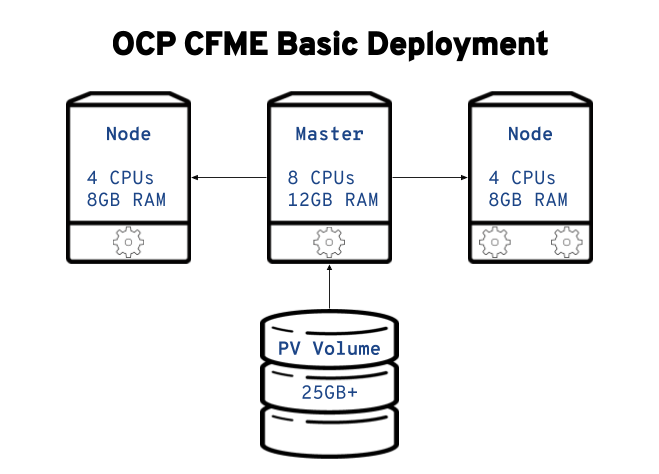 OCP CFME Basic Deployment
Node
4 CPUs
8GB RAM
Master
8 CPUs
12GB RAM
Node
4 CPUs
8GB RAM
PV Volume
25GB+